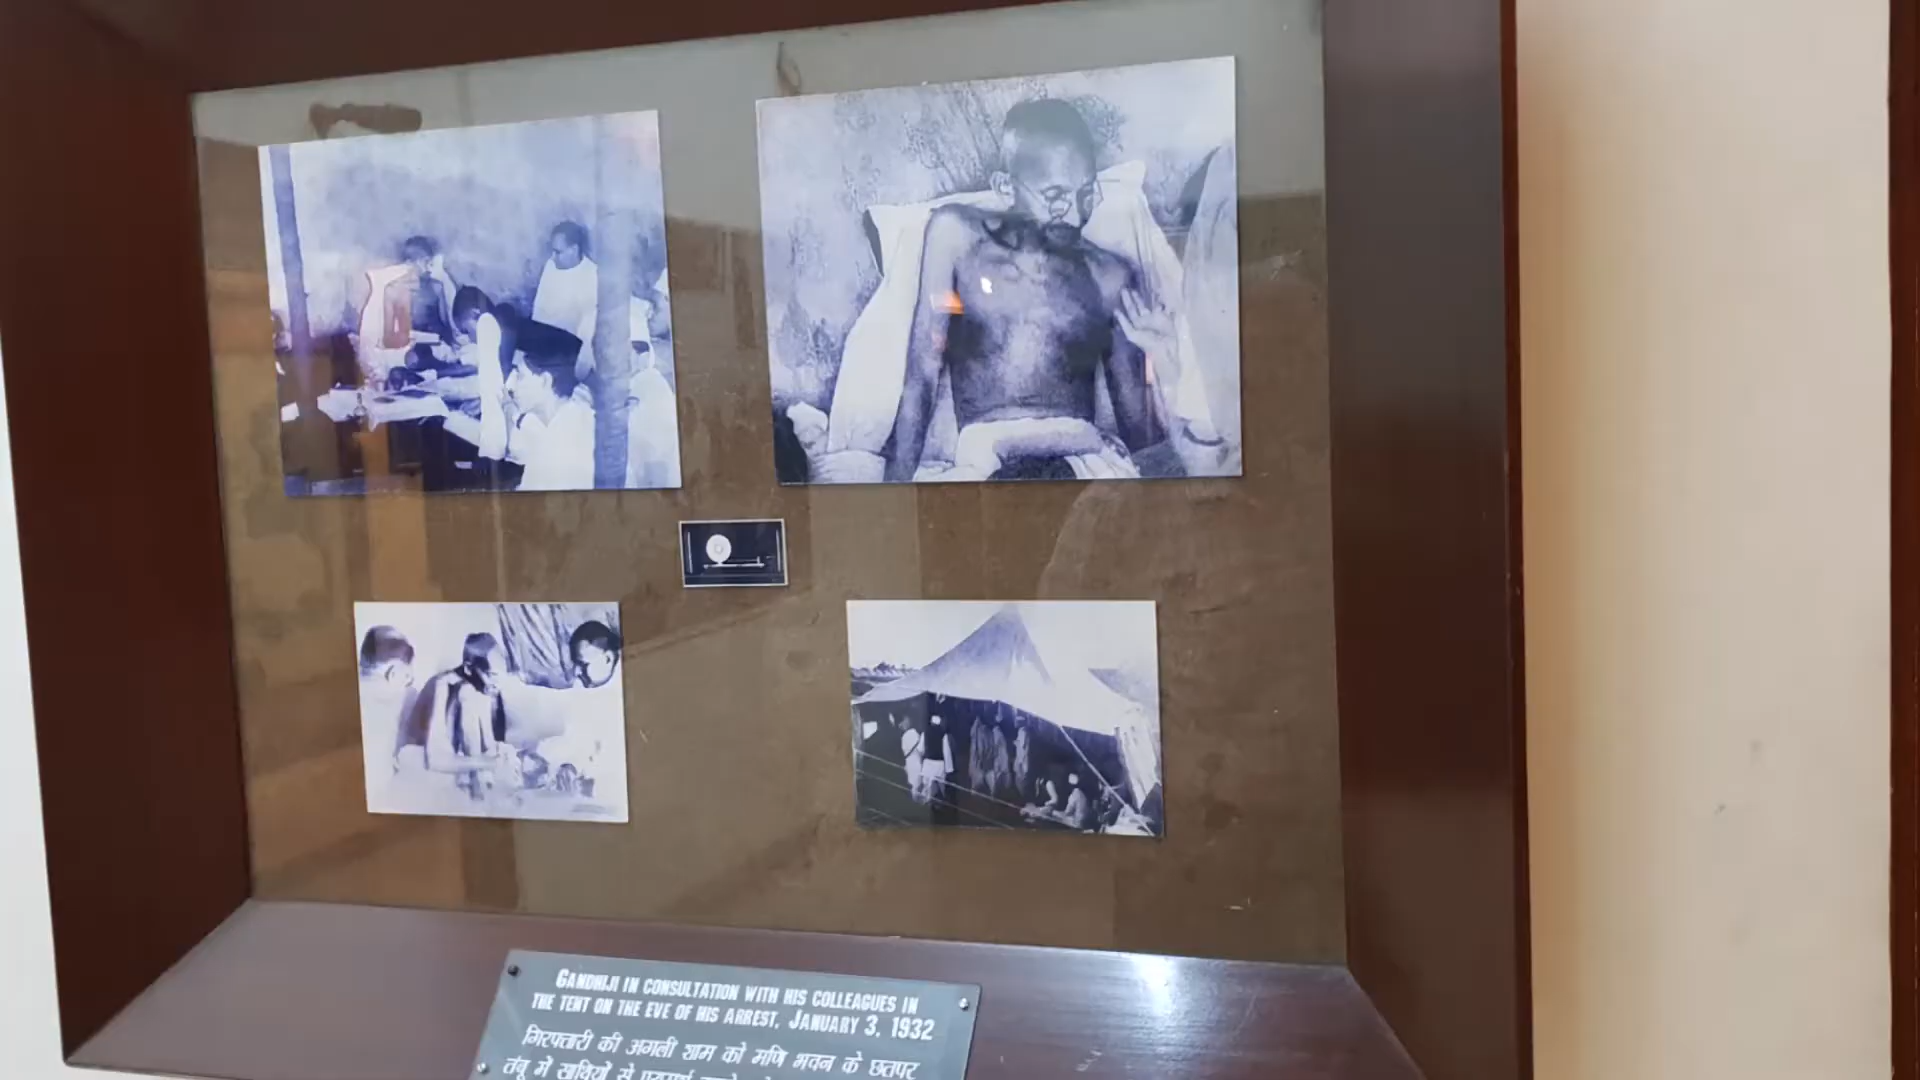 GANDHIJI IN CONSULTATION WITH HIS COLLEAGUES IN
THE TENT ON THE EVE OF HIS ARREST, JANUARY 3, 1932
गिरफ्तारी की अगली शाम को मणि भवन के छतपर
तंबू में साथियों से